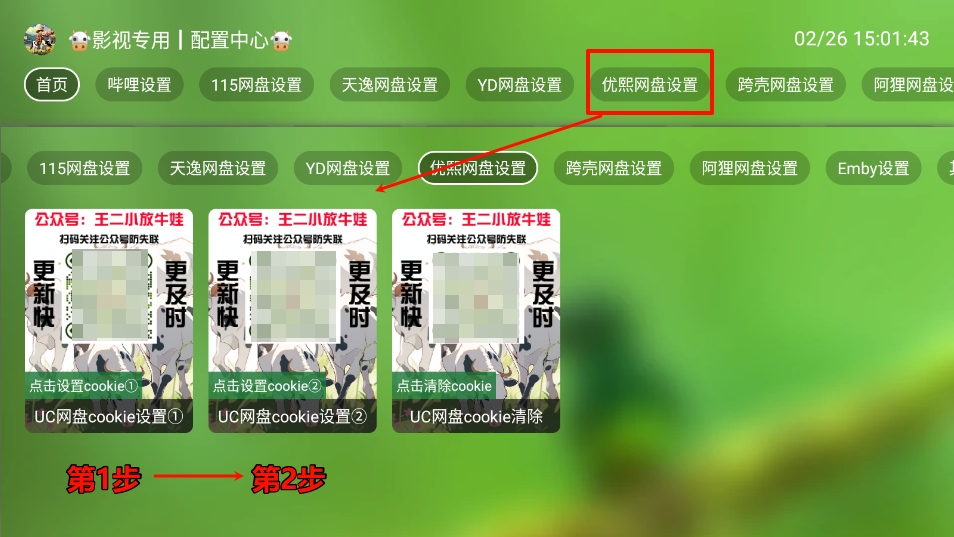 🐮影视专用 | 配置中心🐮
02/26 15:01:43
首页 哔哩设置 115网盘设置 天逸网盘设置 YD网盘设置 优熙网盘设置 跨壳网盘设置 阿狸网盘设
115网盘设置 天逸网盘设置 YD网盘设置 优熙网盘设置 跨壳网盘设置 阿狸网盘设置 Emby设置
公众号：王二小放牛娃
扫码关注公众号防失联
更新快
更及时
点击设置cookie①
UC网盘cookie设置①
公众号：王二小放牛娃
扫码关注公众号防失联
更新快
更及时
点击设置cookie②
UC网盘cookie设置②
公众号：王二小放牛娃
扫码关注公众号防失联
更新快
更及时
点击清除cookie
UC网盘cookie清除
第1步 第2步